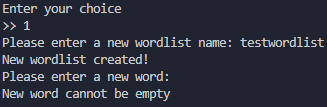 Enter your choice
>> 1
Please enter a new wordlist name: testwordlist
New wordlist created!
Please enter a new word:
New word cannot be empty